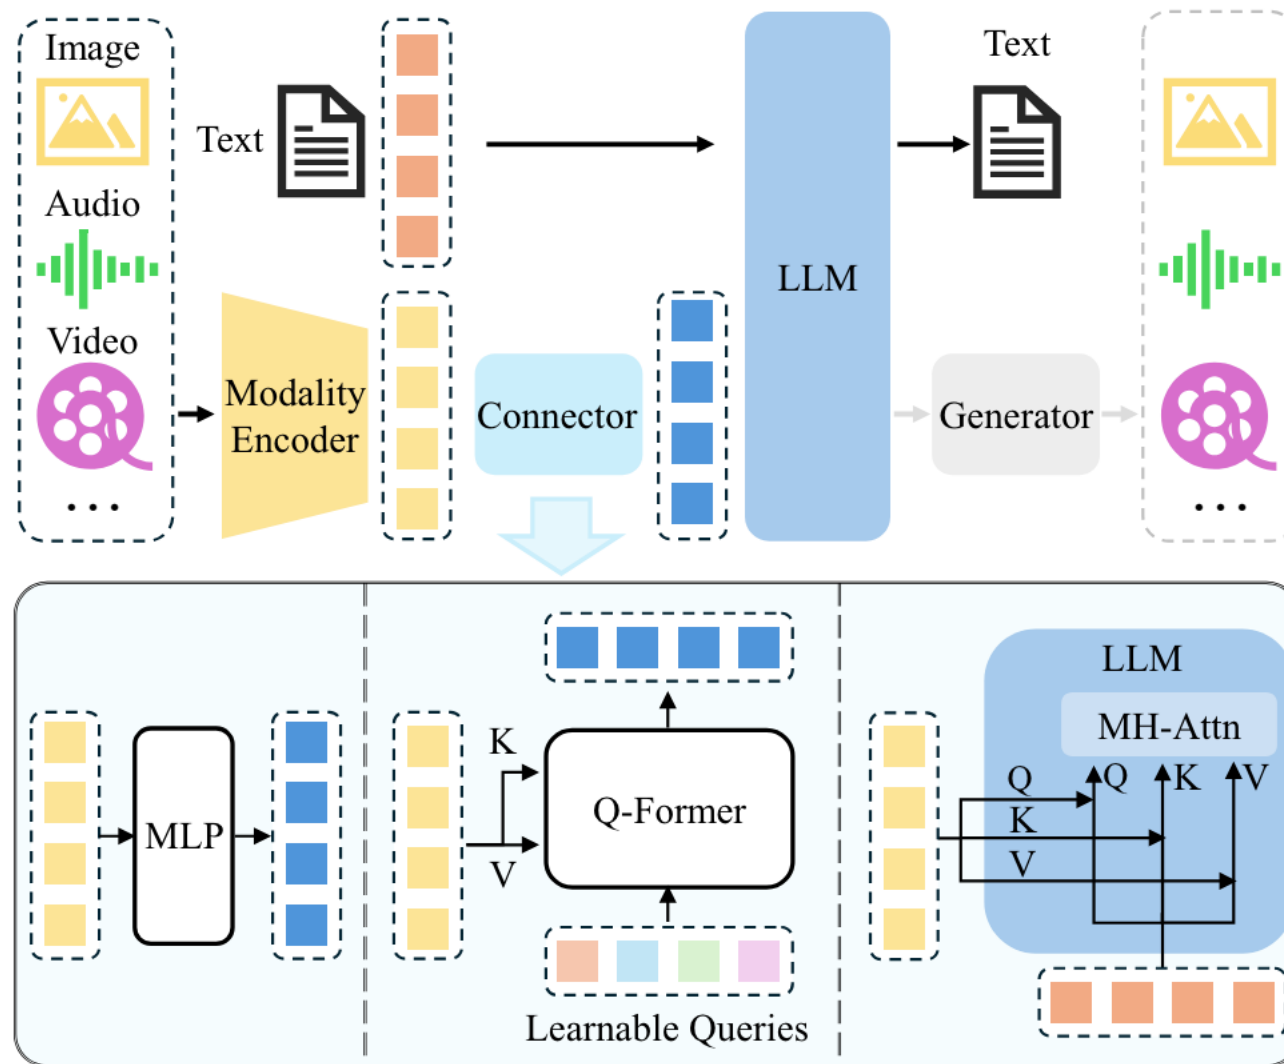 Image
Text
Audio
Video
...
Modality
Encoder
Connector
LLM
Text
Generator
...
MLP
K
V
Q-Former
Learnable Queries
LLM
MH-Attn
Q
K
V
Q
K
V